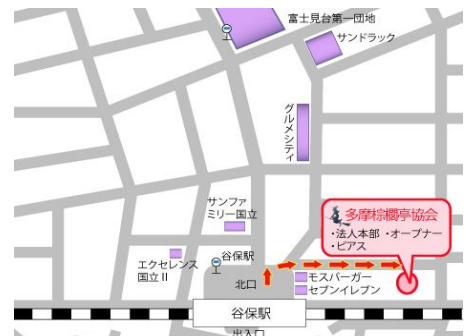 富士見台第一団地
サンドラック
グルメシティ
サンファ
ミリー国立
多摩棕櫚亭協会
・法人本部 ・オープナー
・ピアス
谷保駅
エクセレンス
国立Ⅱ
北口
モスバーガー
セブンイレブン
谷保駅
出入口